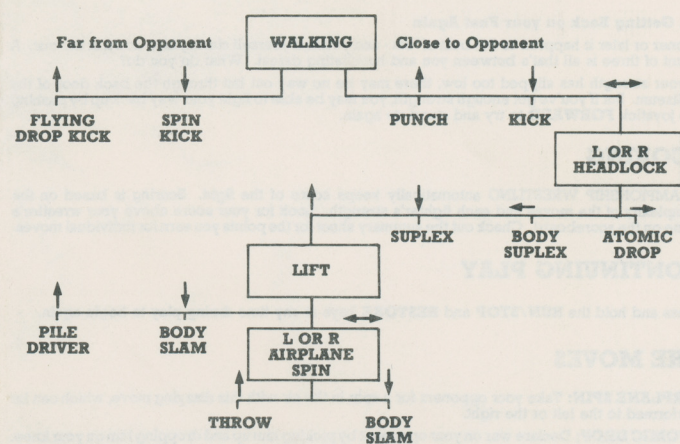 Far from Opponent
WALKING
Close to Opponent
FLYING
DROP KICK
SPIN
KICK
PUNCH
KICK
L OR R
HEADLOCK
SUPLEX
BODY
SUPLEX
ATOMIC
DROP
LIFT
PILE
DRIVER
BODY
SLAM
L OR R
AIRPLANE
SPIN
THROW
BODY
SLAM